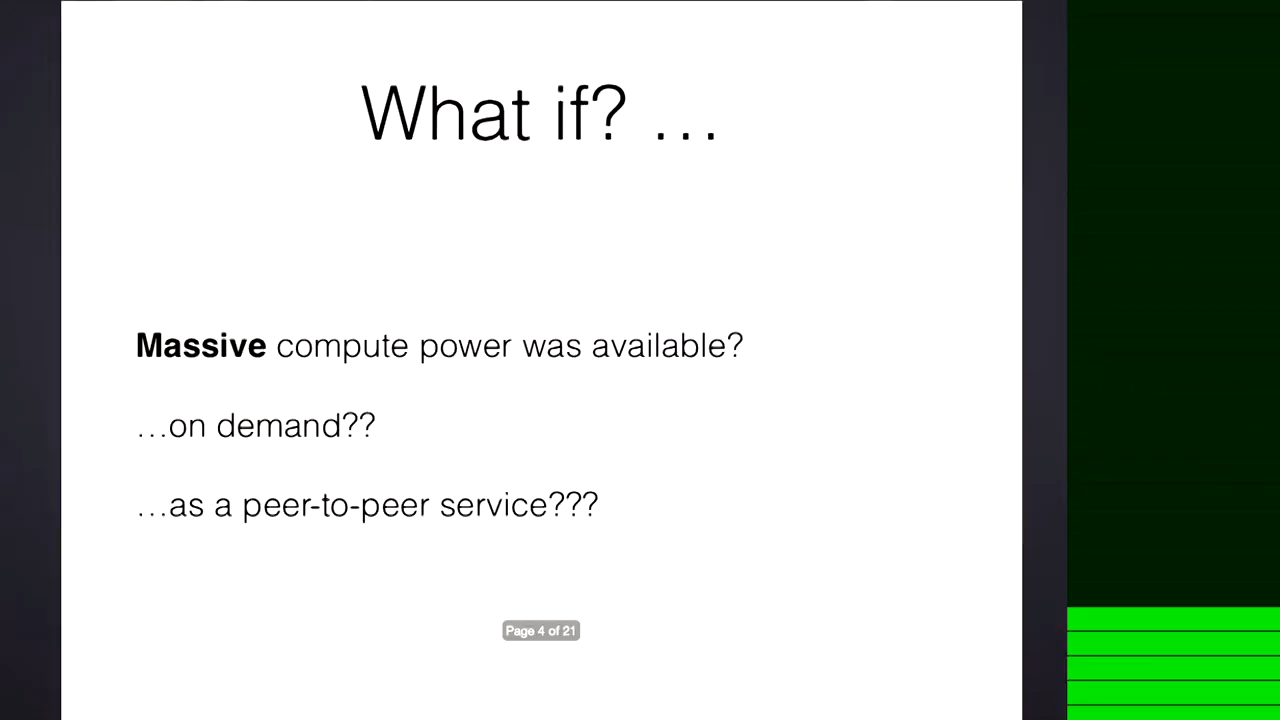 What if? …
Massive compute power was available?
…on demand??
…as a peer-to-peer service???
Page 4 of 21